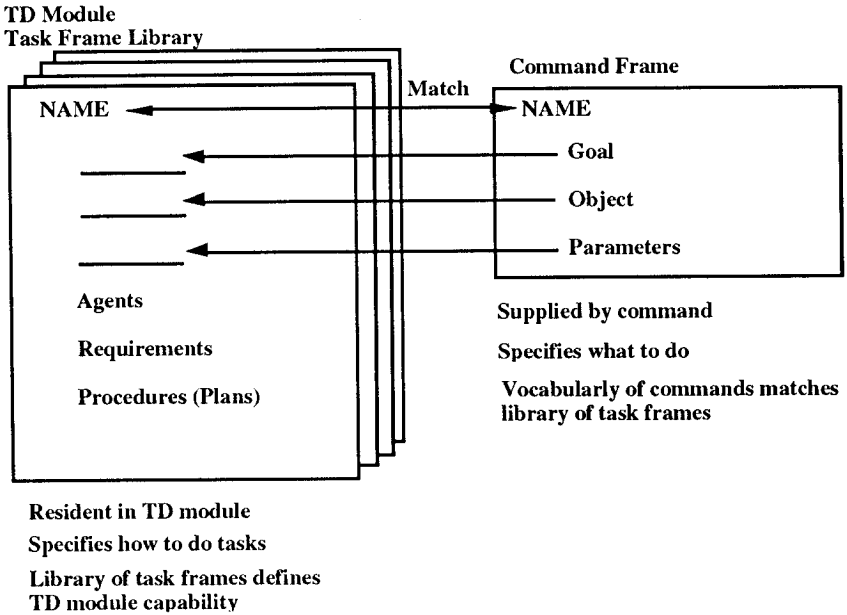 TD Module
Task Frame Library
Command Frame
Match
NAME
NAME
Goal
Object
Parameters
Agents
Requirements
Procedures (Plans)
Supplied by command
Specifies what to do
Vocabularly of commands matches
library of task frames
Resident in TD module
Specifies how to do tasks
Library of task frames defines
TD module capability